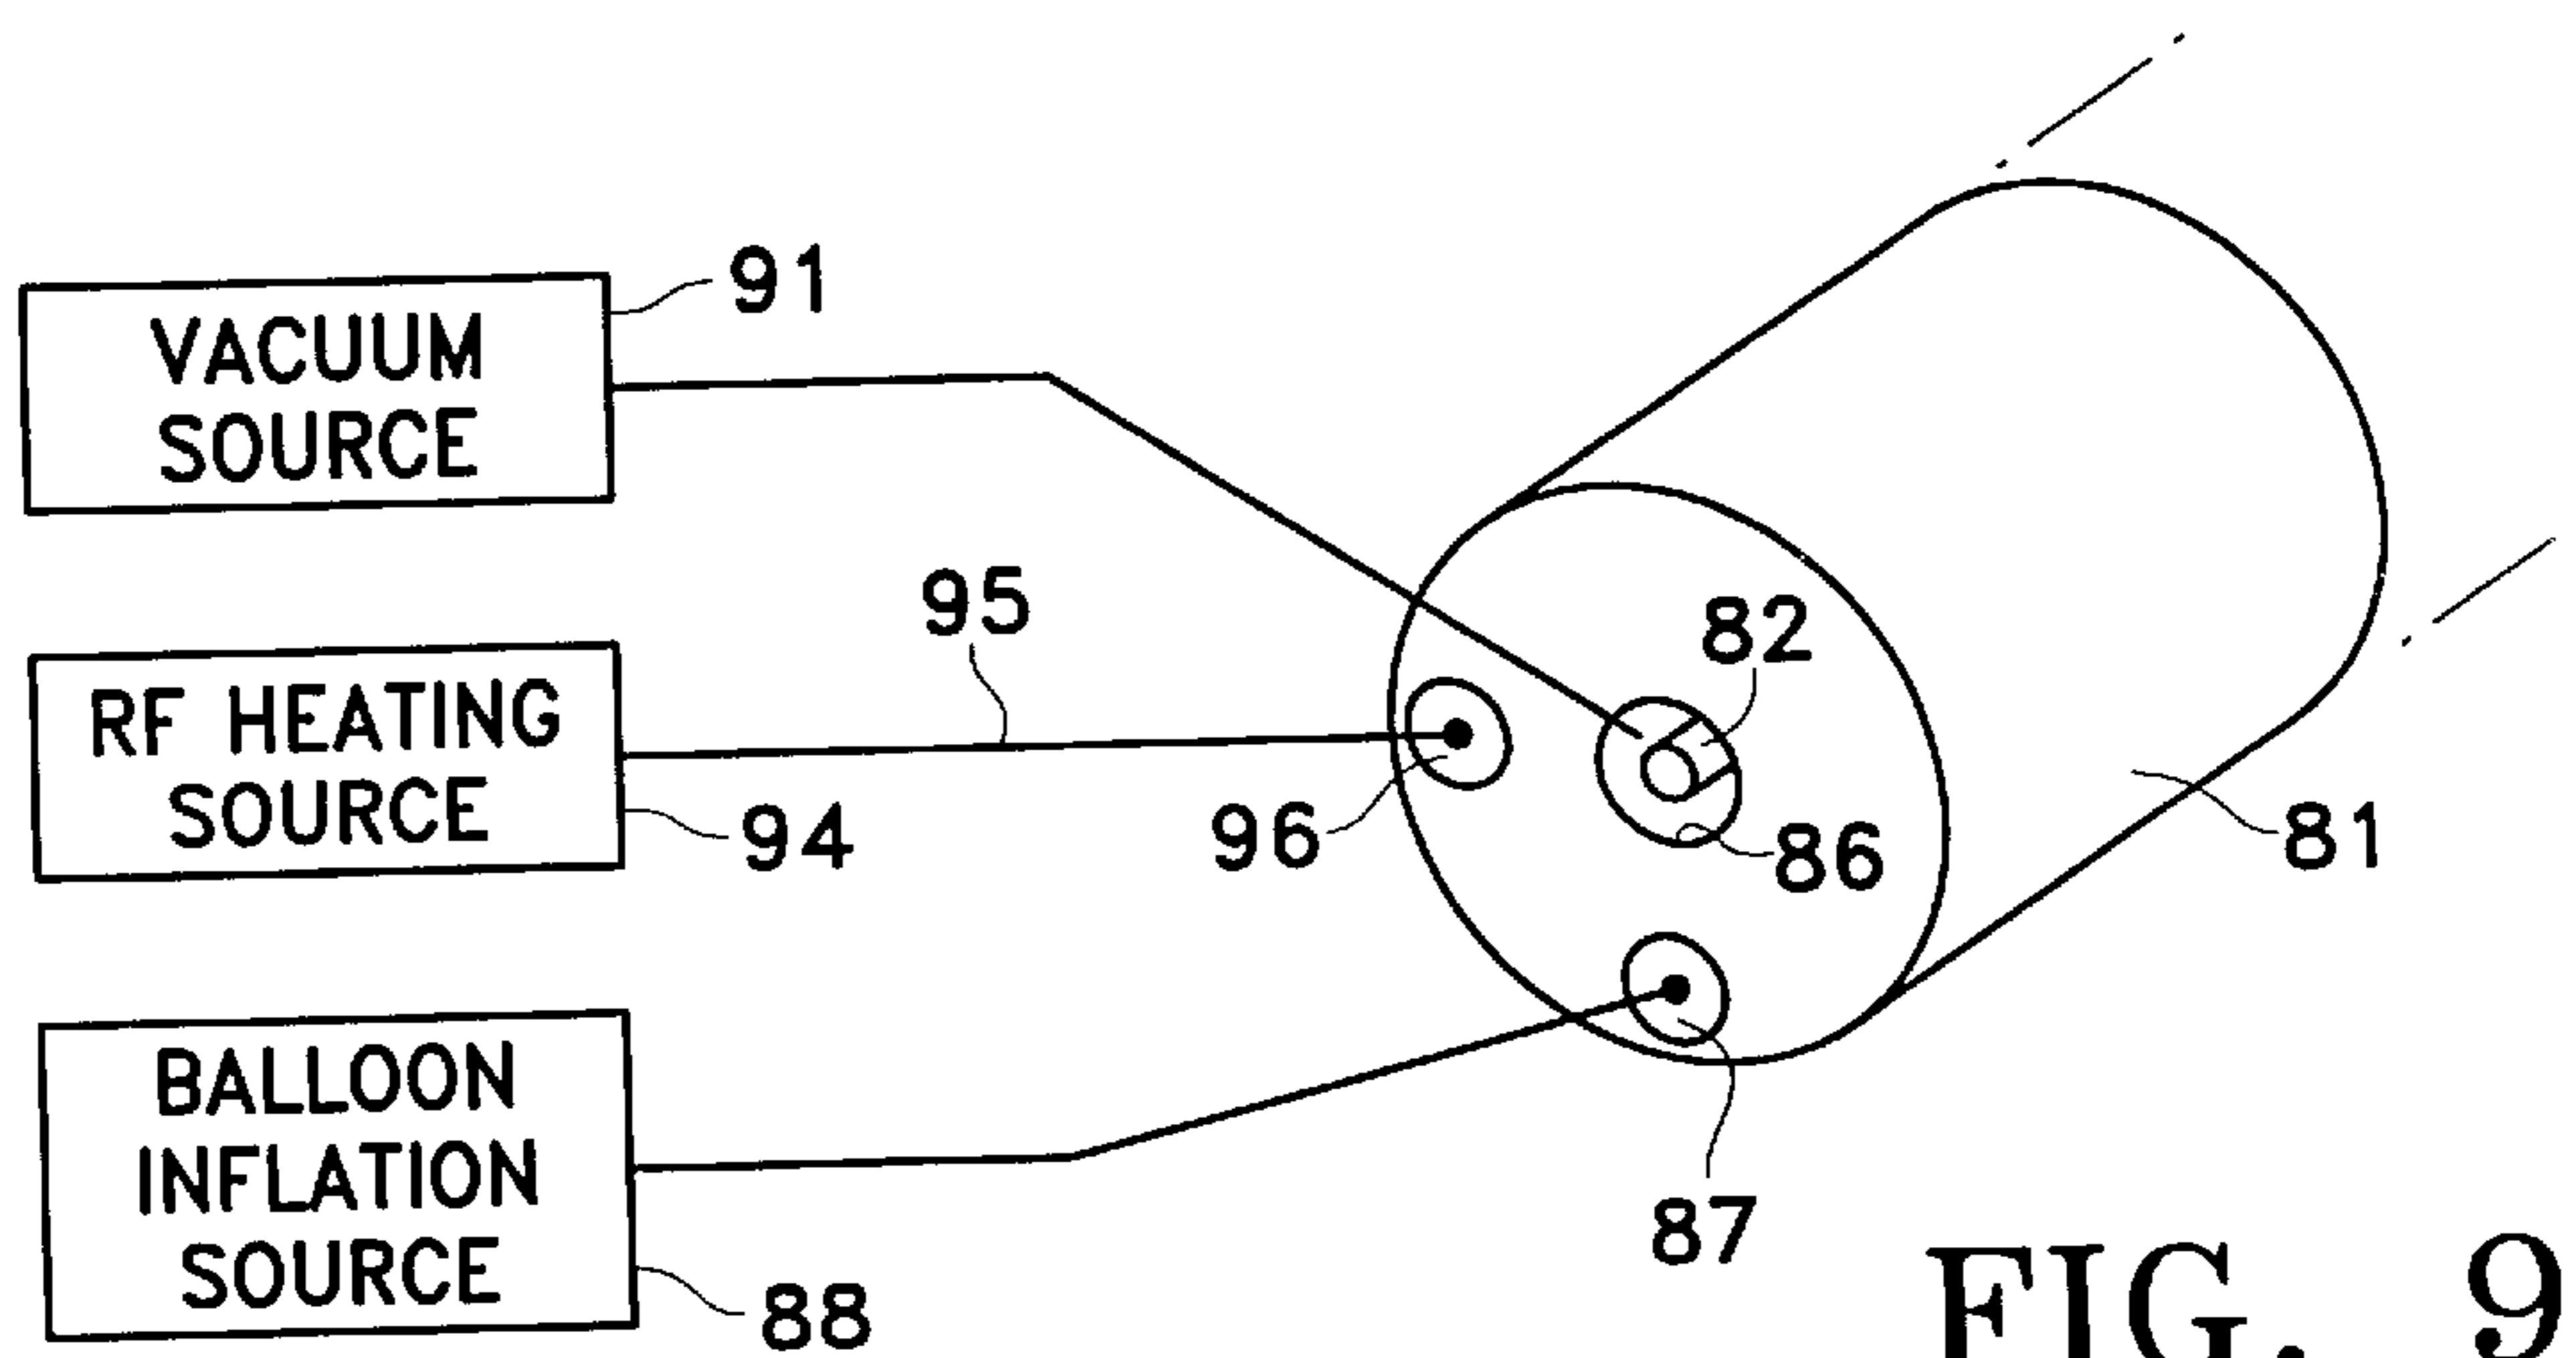 91
VACUUM
SOURCE
95
82
RF HEATING
SOURCE
94
96
86
81
BALLOON
INFLATION
SOURCE
87
88
FIG. 9